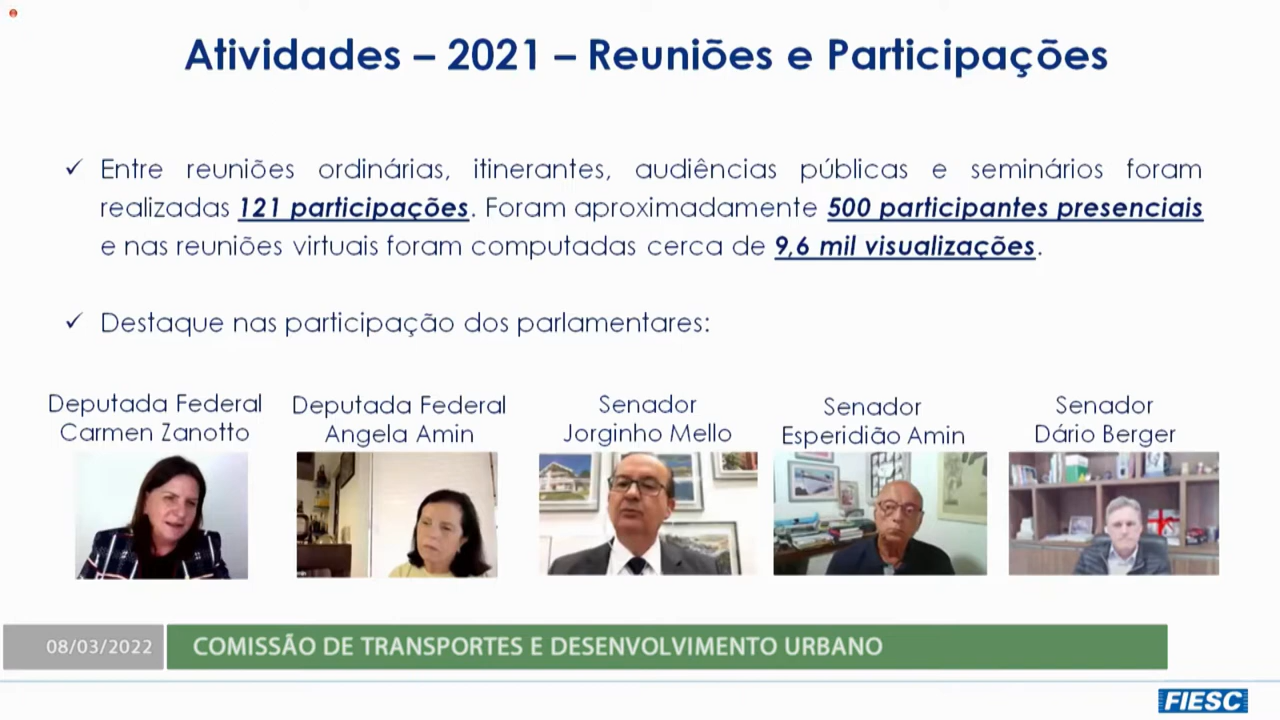 Atividades – 2021 – Reuniões e Participações
✓ Entre reuniões ordinárias, itinerantes, audiências públicas e seminários foram
realizadas 121 participações. Foram aproximadamente 500 participantes presenciais
e nas reuniões virtuais foram computadas cerca de 9,6 mil visualizações.
✓ Destaque nas participação dos parlamentares:
Deputada Federal
Carmen Zanotto
Deputada Federal
Angela Amin
Senador
Jorginho Mello
Senador
Esperidião Amin
Senador
Dário Berger
08/03/2022
COMISSÃO DE TRANSPORTES E DESENVOLVIMENTO URBANO
FIESC